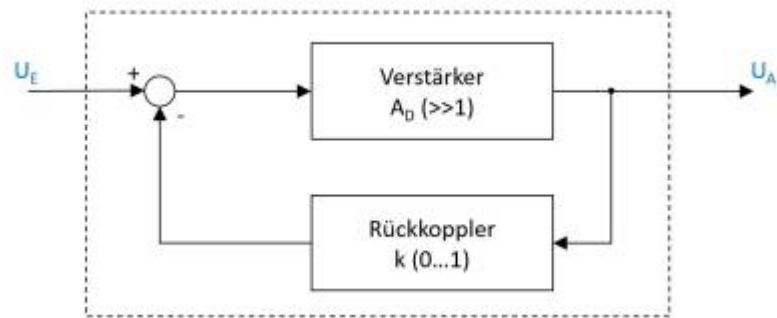 U_E
+
Verstärker
A_D (>>1)
U_A
-
Rückkoppler
k (0...1)